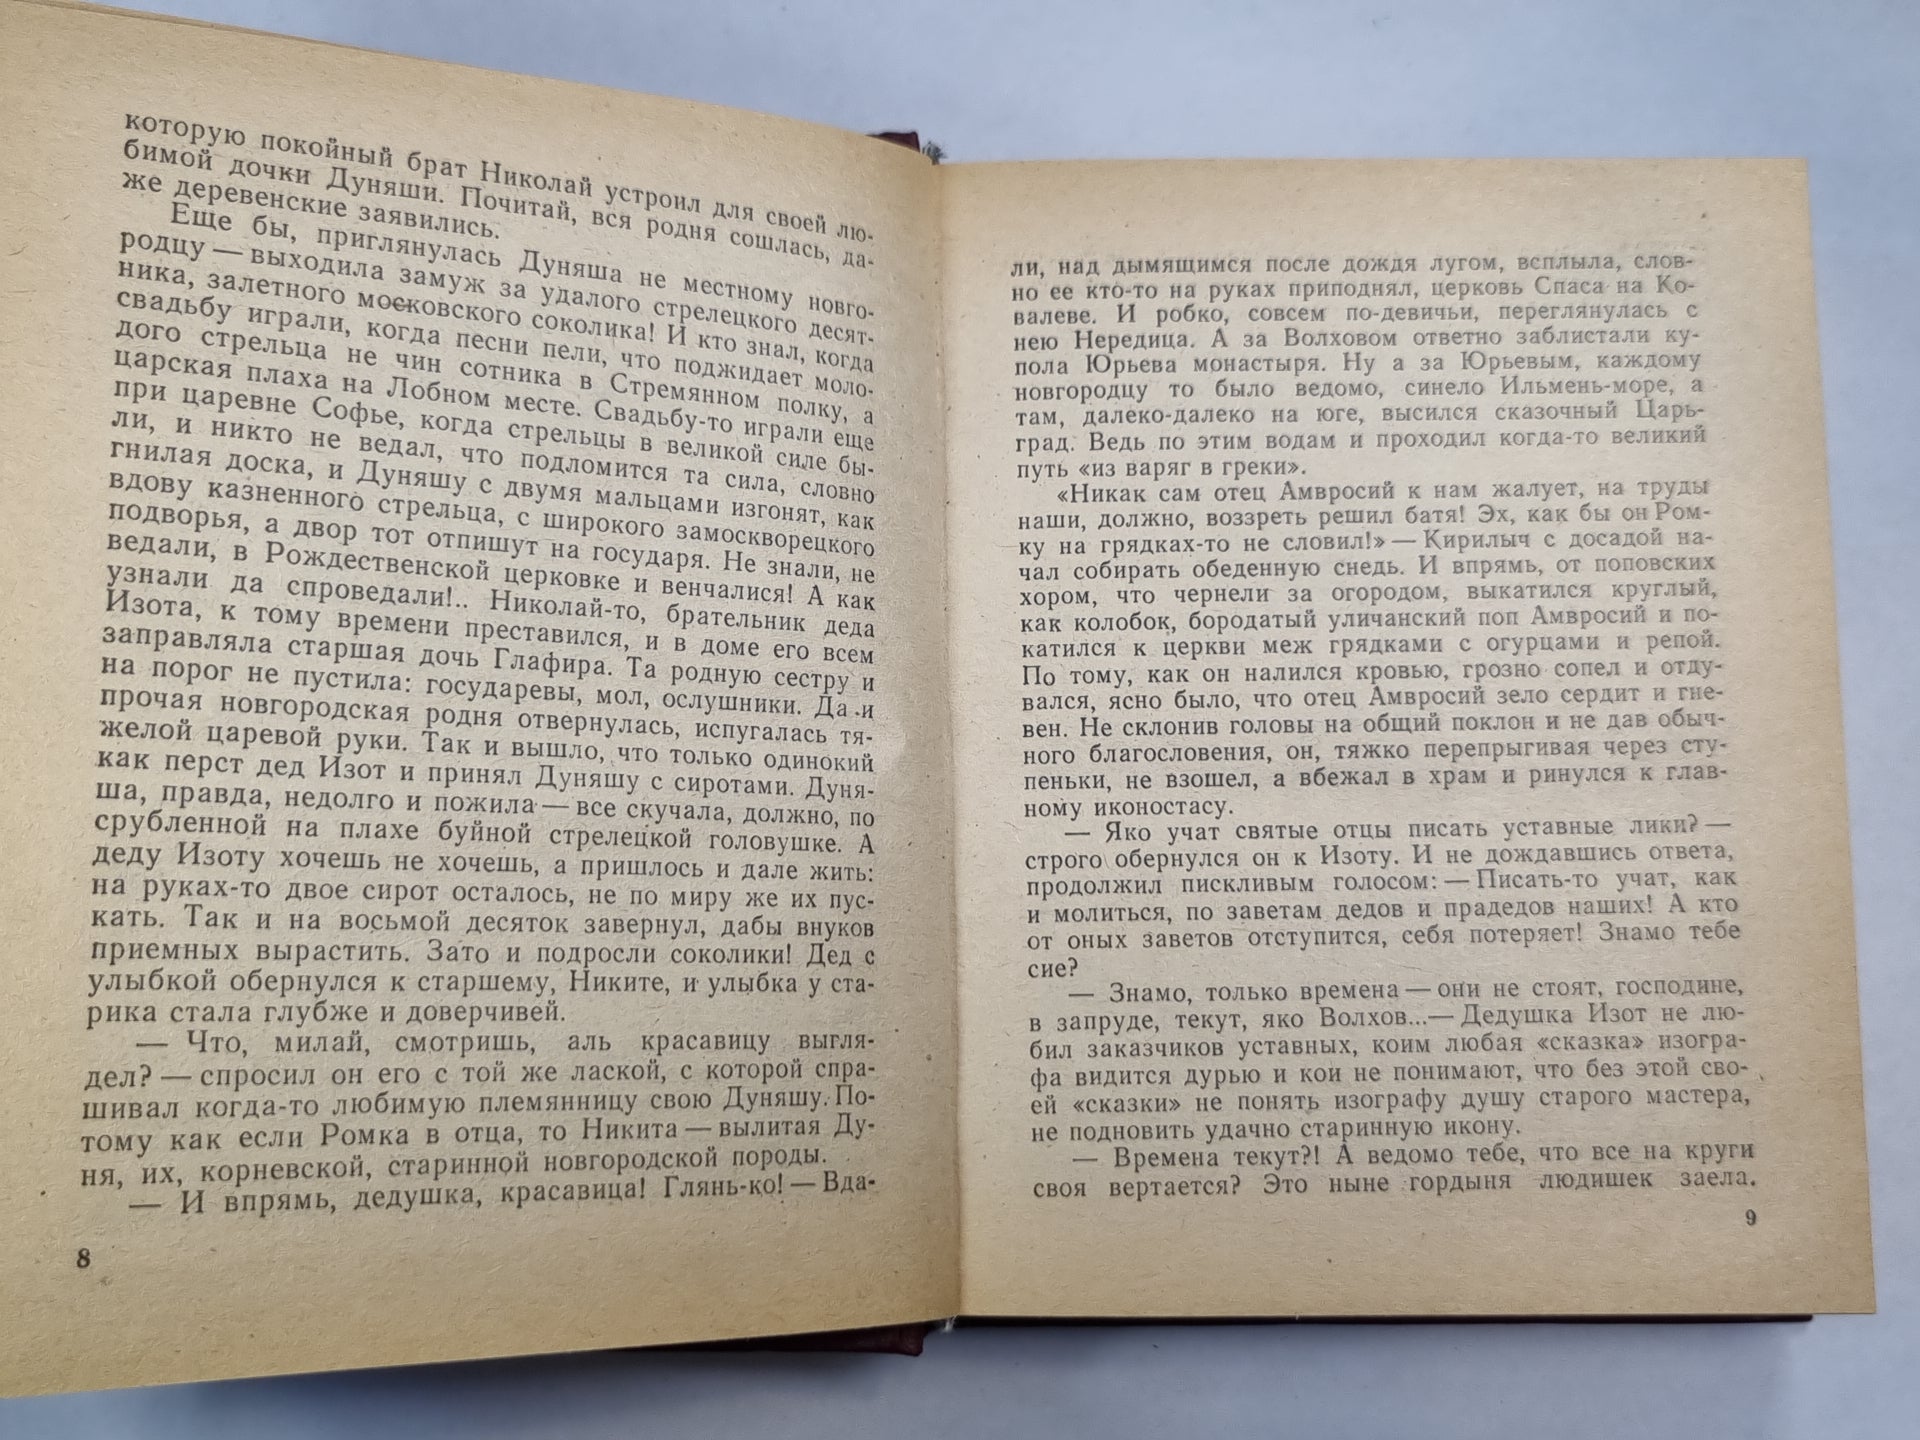 которую покойный брат Николай устроил для своей лю-
бимой дочки Дуняши. Почитай, вся родня сошлась, да-
же деревенские заявились.
Еще бы, приглянулась Дуняша не местному новго-
родцу — выходила замуж за удалого стрелецкого десят-
ника, залетного московского соколика! И кто знал, когда
свадьбу играли, когда песни пели, что поджидает моло-
дого стрельца не чин сотника в Стремянном полку, а
царская плаха на Лобном месте. Свадьбу-то играли еще
при царевне Софье, когда стрельцы в великой силе бы-
ли, и никто не ведал, что подломится та сила, словно
гнилая доска, и Дуняшу с двумя мальцами изгонят, как
вдову казненного стрельца, с широкого замоскворецкого
подворья, а двор тот отпишут на государя. Не знали, не
ведали, в Рождественской церковке и венчалися! А как
узнали да спроведали!.. Николай-то, брательник деда
Изота, к тому времени преставился, и в доме его всем
заправляла старшая дочь Глафира. Та родную сестру и
на порог не пустила: государевы, мол, ослушники. Да и
прочая новгородская родня отвернулась, испугалась тя-
желой царевой руки. Так и вышло, что только одинокий
как перст дед Изот и принял Дуняшу с сиротами. Дуня-
ша, правда, недолго и пожила — все скучала, должно, по
срубленной на плахе буйной стрелецкой головушке. А
деду Изоту хочешь не хочешь, а пришлось и дале жить:
на руках-то двое сирот осталось, не по миру же их пус-
кать. Так и на восьмой десяток завернул, дабы внуков
приемных вырастить. Зато и подросли соколики! Дед с
улыбкой обернулся к старшему, Никите, и улыбка у ста-
рика стала глубже и доверчивей.
— Что, милай, смотришь, аль красавицу выгля-
дел? — спросил он его с той же лаской, с которой спра-
шивал когда-то любимую племянницу свою Дуняшу. По-
тому как если Ромка в отца, то Никита — вылитая Ду-
ня, их, корневской, старинной новгородской породы.
— И впрямь, дедушка, красавица! Глянь-ко! — Вда-
8
ли, над дымящимся после дождя лугом, всплыла, слов-
но ее кто-то на руках приподнял, церковь Спаса на Ко-
валеве. И робко, совсем по-девичьи, переглянулась с
нею Нередица. А за Волховом ответно заблистали ку-
пола Юрьева монастыря. Ну а за Юрьевым, каждому
новгородцу то было ведомо, синело Ильмень-море, а
там, далеко-далеко на юге, высился сказочный Царь-
град. Ведь по этим водам и проходил когда-то великий
путь «из варяг в греки».
«Никак сам отец Амвросий к нам жалует, на труды
наши, должно, воззреть решил батя! Эх, как бы он Ром-
ку на грядках-то не словил!» — Кирилыч с досадой на-
чал собирать обеденную снедь. И впрямь, от поповских
хором, что чернели за огородом, выкатился круглый,
как колобок, бородатый уличанский поп Амвросий и по-
катился к церкви меж грядками с огурцами и репой.
По тому, как он налился кровью, грозно сопел и отду-
вался, ясно было, что отец Амвросий зело сердит и гне-
вен. Не склонив головы на общий поклон и не дав обыч-
ного благословения, он, тяжко перепрыгивая через сту-
пеньки, не взошел, а вбежал в храм и ринулся к глав-
ному иконостасу.
— Яко учат святые отцы писать уставные лики? —
строго обернулся он к Изоту. И не дождавшись ответа,
продолжил пискливым голосом: — Писать-то учат, как
и молиться, по заветам дедов и прадедов наших! А кто
от оных заветов отступится, себя потеряет! Знамо тебе
сие?
— Знамо, только времена — они не стоят, господине,
в запруде, текут, яко Волхов...— Дедушка Изот не лю-
бил заказчиков уставных, коим любая «сказка» изогра-
фа видится дурью и кои не понимают, что без этой сво-
ей «сказки» не понять изографу душу старого мастера,
не подновить удачно старинную икону.
— Времена текут?! А ведомо тебе, что все на круги
своя вертается? Это ныне гордыня людишек заела.
9